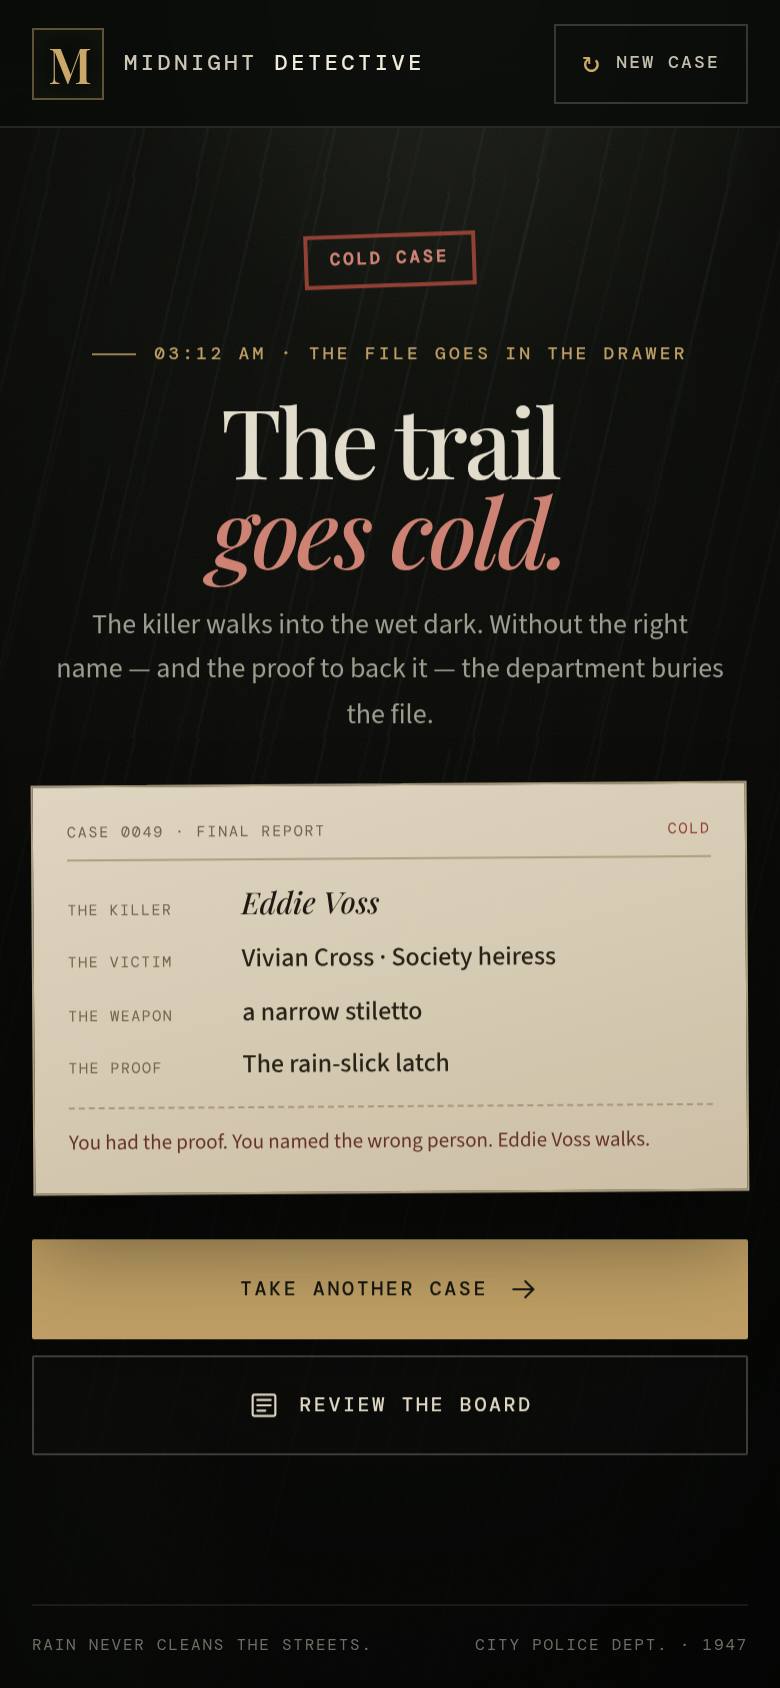 M MIDNIGHT DETECTIVE
↻ NEW CASE
COLD CASE
03:12 AM · THE FILE GOES IN THE DRAWER
The trail
goes cold.
The killer walks into the wet dark. Without the right
name — and the proof to back it — the department buries
the file.
CASE 0049 · FINAL REPORT
COLD
THE KILLER Eddie Voss
THE VICTIM Vivian Cross · Society heiress
THE WEAPON a narrow stiletto
THE PROOF The rain-slick latch
You had the proof. You named the wrong person. Eddie Voss walks.
TAKE ANOTHER CASE →
REVIEW THE BOARD
RAIN NEVER CLEANS THE STREETS.
CITY POLICE DEPT. · 1947